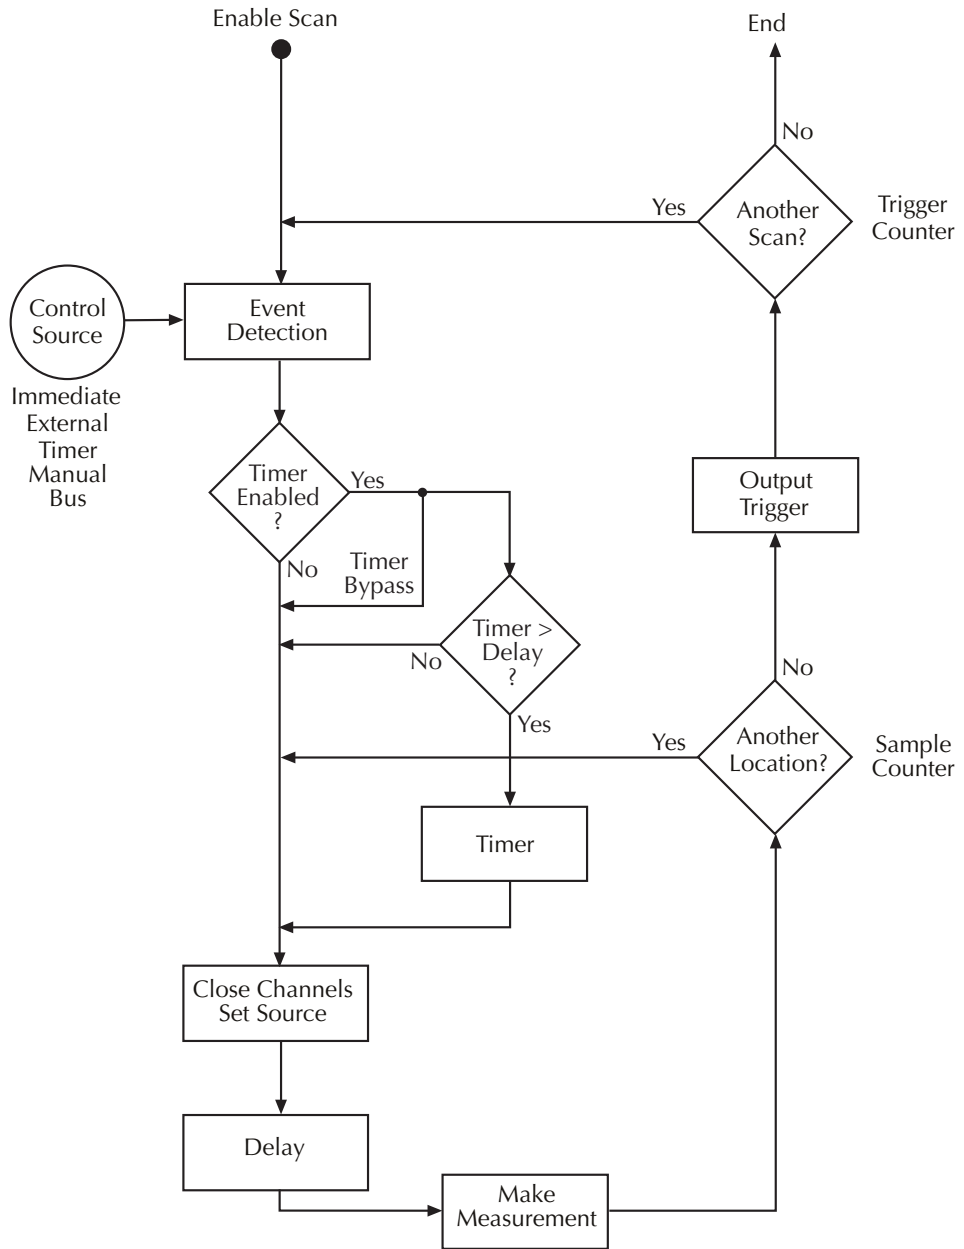 Enable Scan
End
No
Yes
Another
Scan?
Trigger
Counter
Control
Source
Event
Detection
Immediate
External
Timer
Manual
Bus
Timer
Enabled
?
Yes
Output
Trigger
No
Timer
Bypass
Timer >
Delay
?
No
No
Yes
Yes
Another
Location?
Sample
Counter
Timer
Close Channels
Set Source
Delay
Make
Measurement